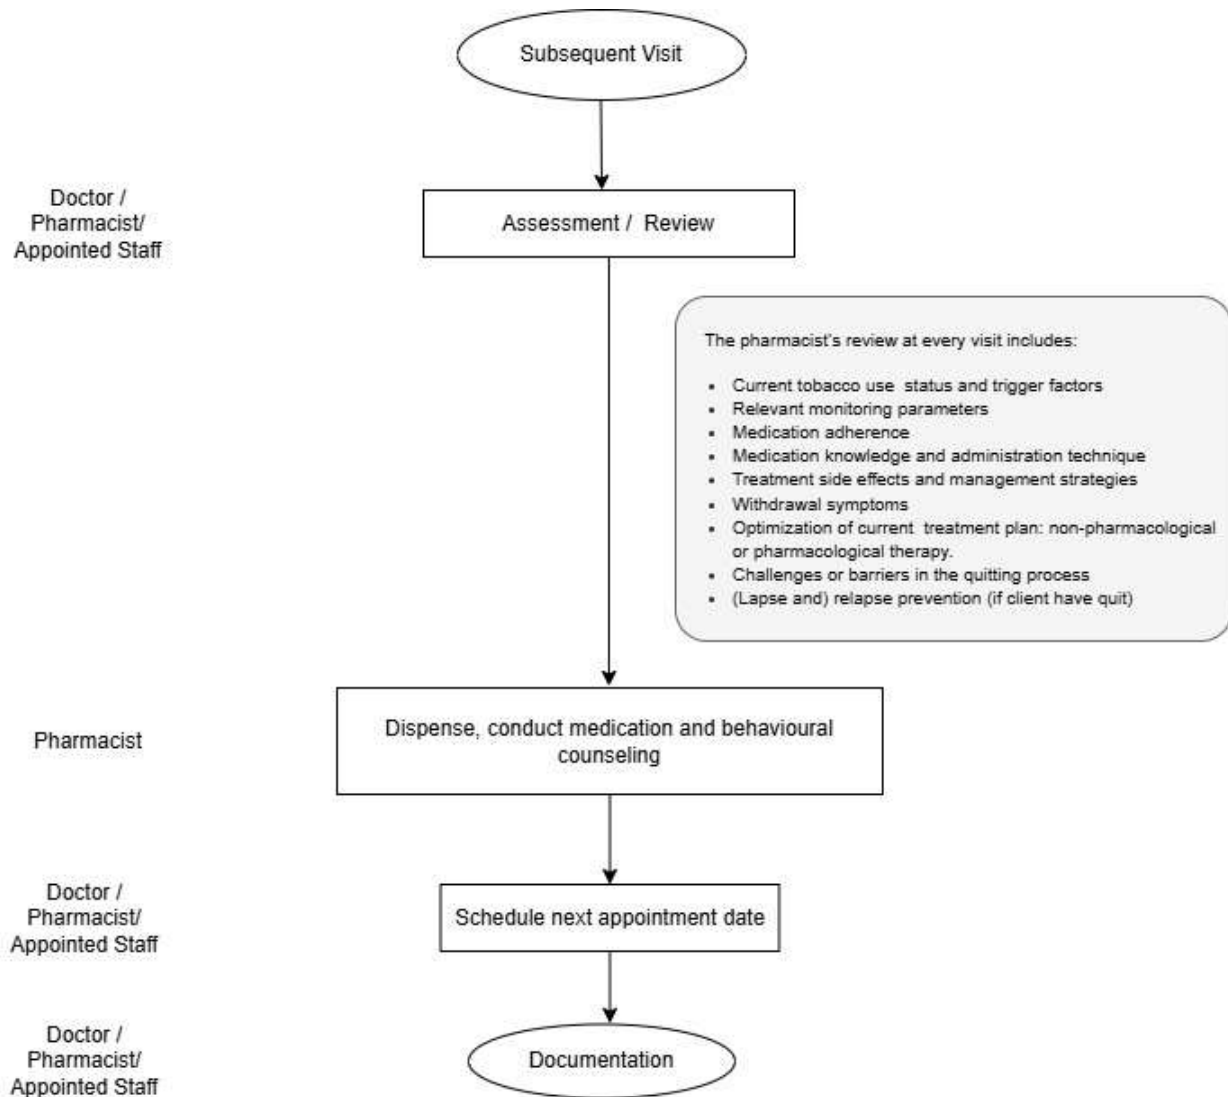 Subsequent Visit
Doctor /
Pharmacist/
Appointed Staff
Assessment /  Review
The pharmacist's review at every visit includes:
• Current tobacco use  status and trigger factors
• Relevant monitoring parameters
• Medication adherence
• Medication knowledge and administration technique
• Treatment side effects and management strategies
• Withdrawal symptoms
• Optimization of current  treatment plan: non-pharmacological
or pharmacological therapy.
• Challenges or barriers in the quitting process
• (Lapse and) relapse prevention (if client have quit)
Pharmacist
Dispense, conduct medication and behavioural
counseling
Doctor /
Pharmacist/
Appointed Staff
Schedule next appointment date
Doctor /
Pharmacist/
Appointed Staff
Documentation